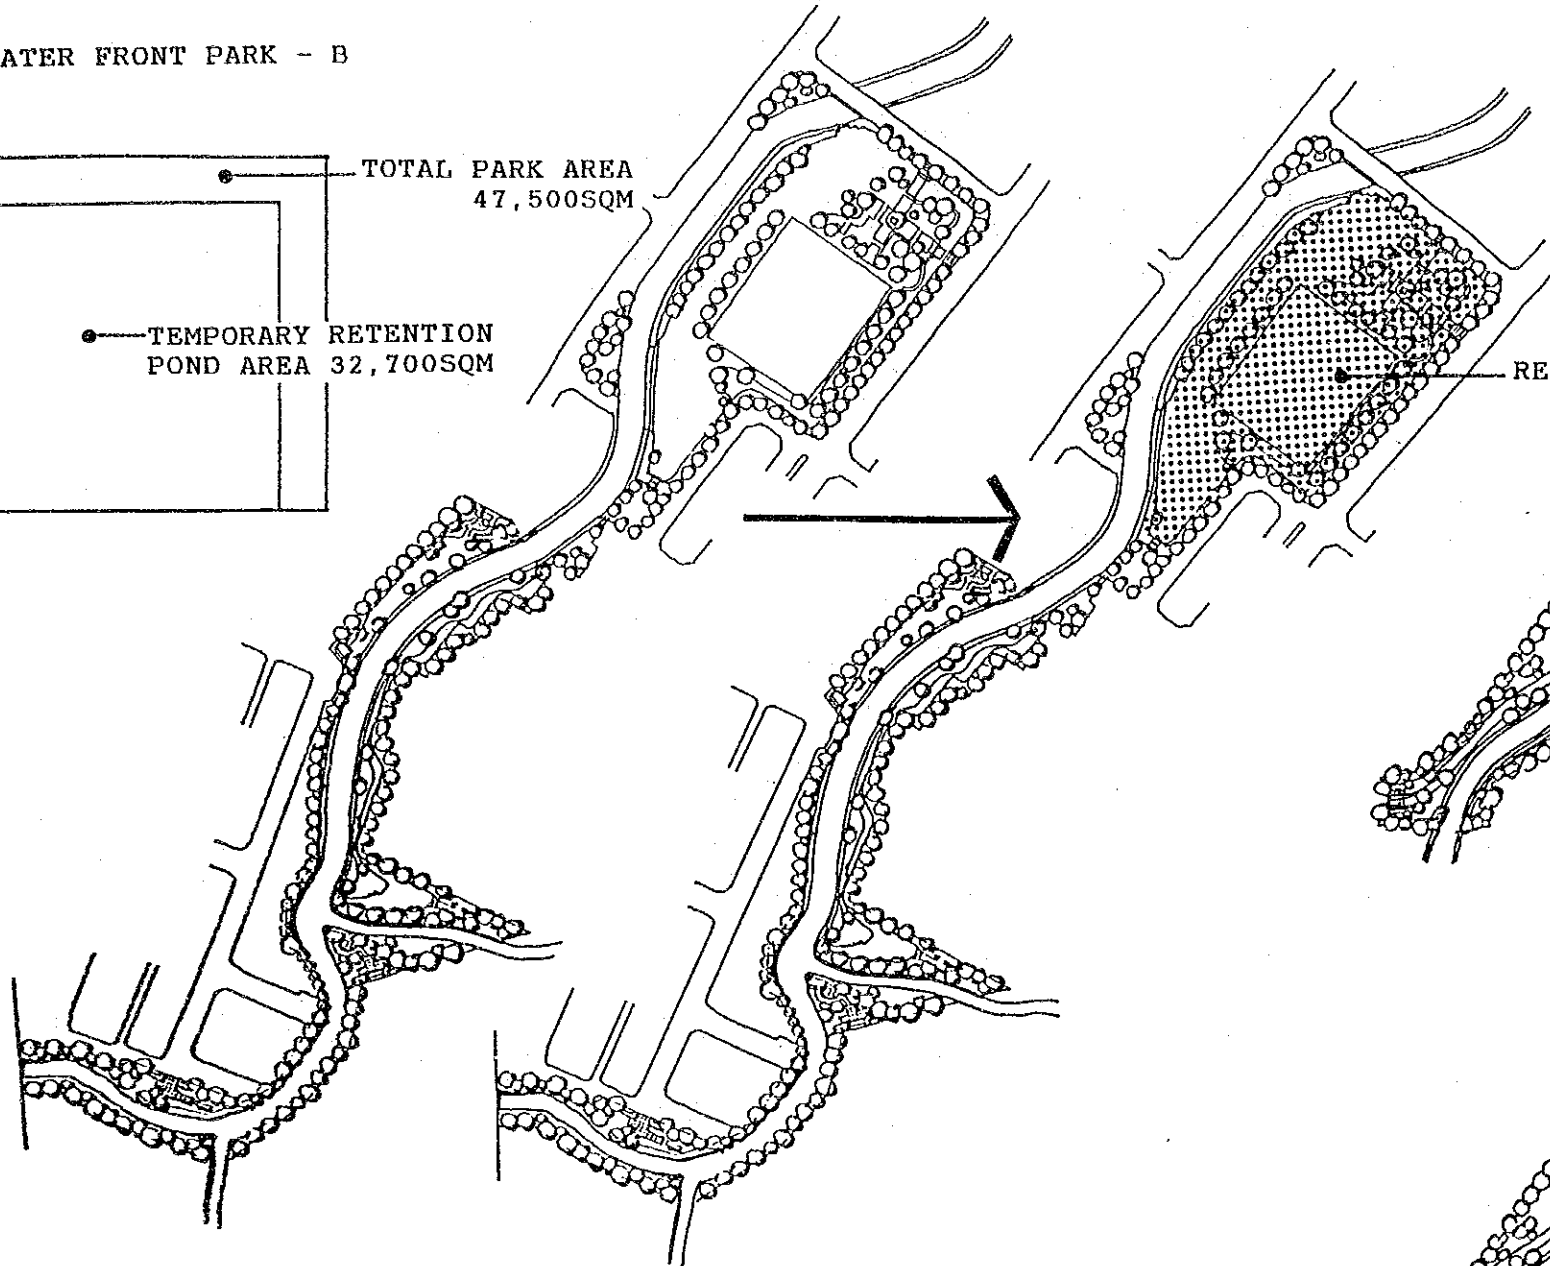 ATER FRONT PARK - B
TOTAL PARK AREA
47,500SQM
TEMPORARY RETENTION
POND AREA 32,700SQM
RE